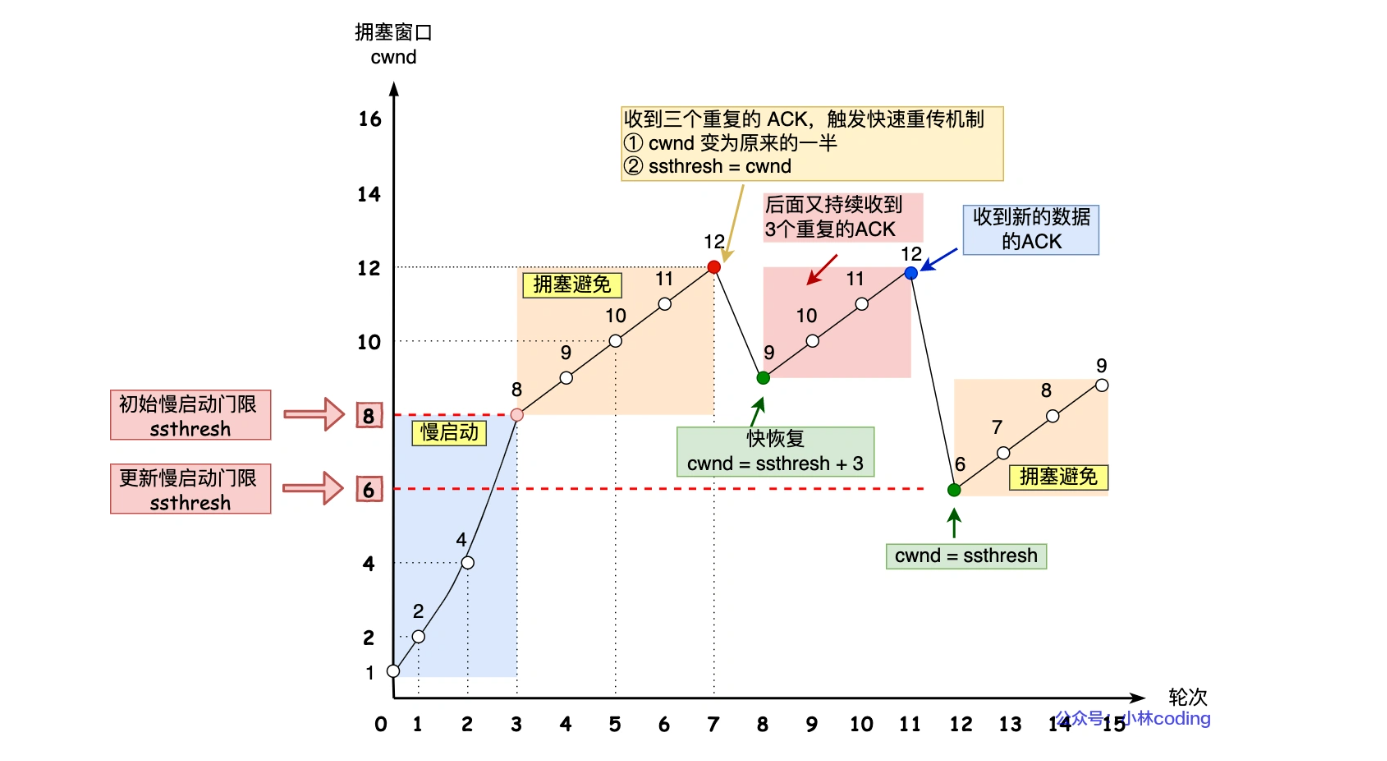 拥塞窗口
cwnd
16
14
12
10
8
6
4
2
1
初始慢启动门限
ssthresh
更新慢启动门限
ssthresh
慢启动
2
4
8
拥塞避免
9
10
11
12
收到三个重复的 ACK，触发快速重传机制
① cwnd 变为原来的一半
② ssthresh = cwnd
后面又持续收到
3个重复的ACK
收到新的数据
的ACK
9
10
11
12
快恢复
cwnd = ssthresh + 3
6
7
8
9
拥塞避免
cwnd = ssthresh
0 1 2 3 4 5 6 7 8 9 10 11 12 13 14 15
轮次
公众号：小林coding